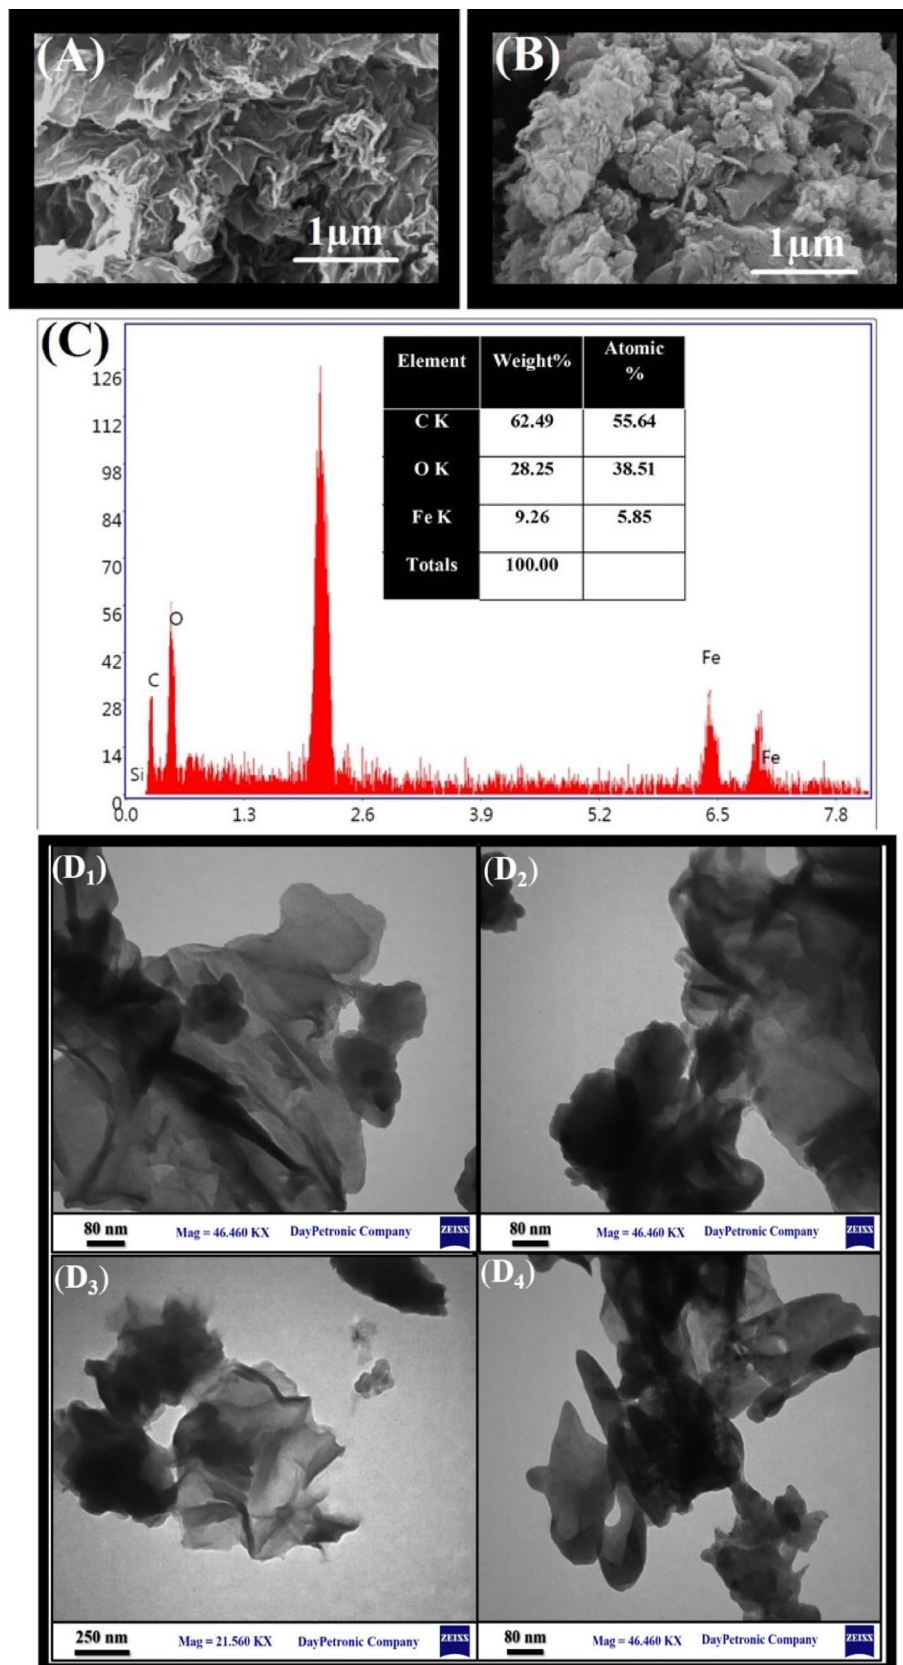 (A)
1µm
(B)
1µm
(C)
Element Weight% Atomic
%
C K 62.49 55.64
O K 28.25 38.51
Fe K 9.26 5.85
Totals 100.00
126
112
98
84
70
56
42
28
14
0
Si
C
O
Fe
Fe
0.0 1.3 2.6 3.9 5.2 6.5 7.8
(D1)
80 nm Mag = 46.460 KX DayPetronic Company ZEISS
(D2)
80 nm Mag = 46.460 KX DayPetronic Company ZEISS
(D3)
250 nm Mag = 21.560 KX DayPetronic Company ZEISS
(D4)
80 nm Mag = 46.460 KX DayPetronic Company ZEISS